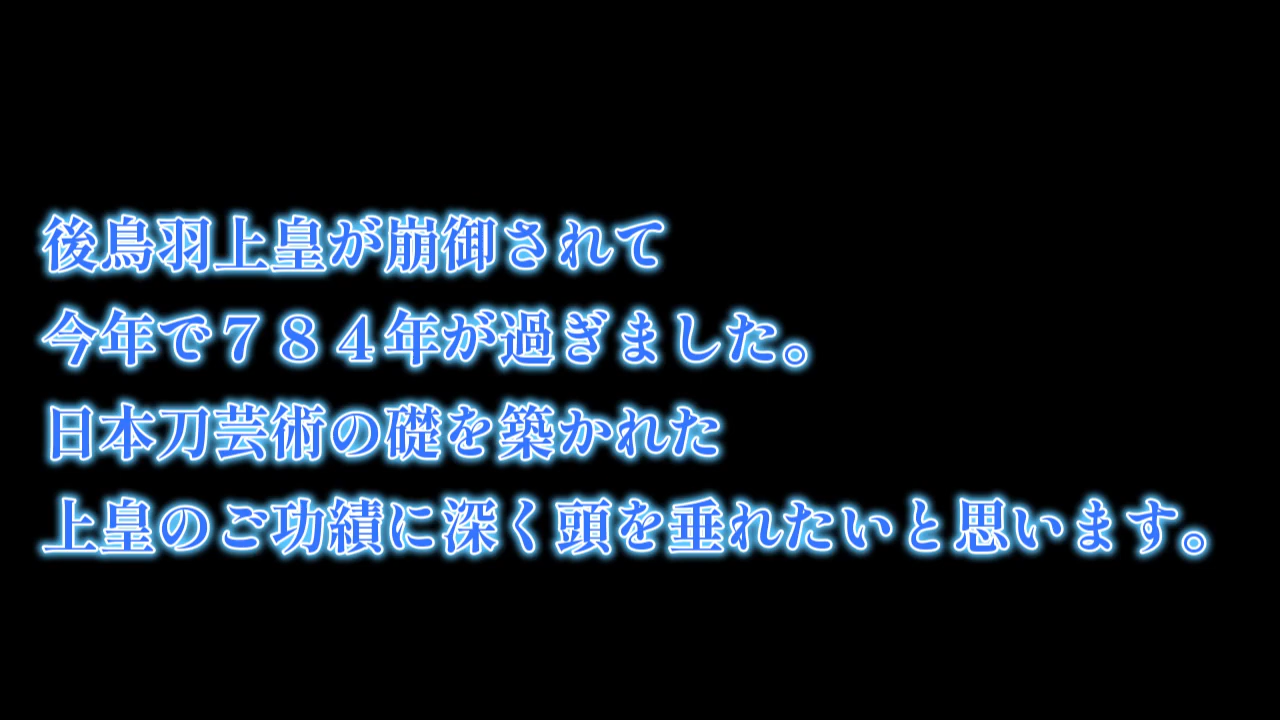 後鳥羽上皇が崩御されて
今年で７８４年が過ぎました。
日本刀芸術の礎を築かれた
上皇のご功績に深く頭を垂れたいと思います。